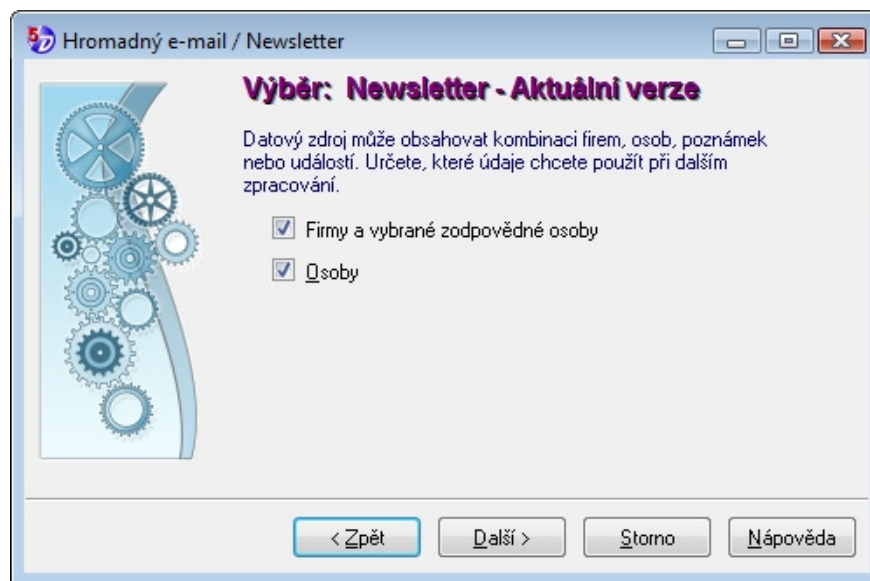 5D Hromadný e-mail / Newsletter
Výběr: Newsletter - Aktuální verze
Datový zdroj může obsahovat kombinaci firem, osob, poznámek
nebo událostí. Určete, které údaje chcete použít při dalším
zpracování.
Firmy a vybrané zodpovědné osoby
Osoby
< Zpět Další > Storno Nápověda